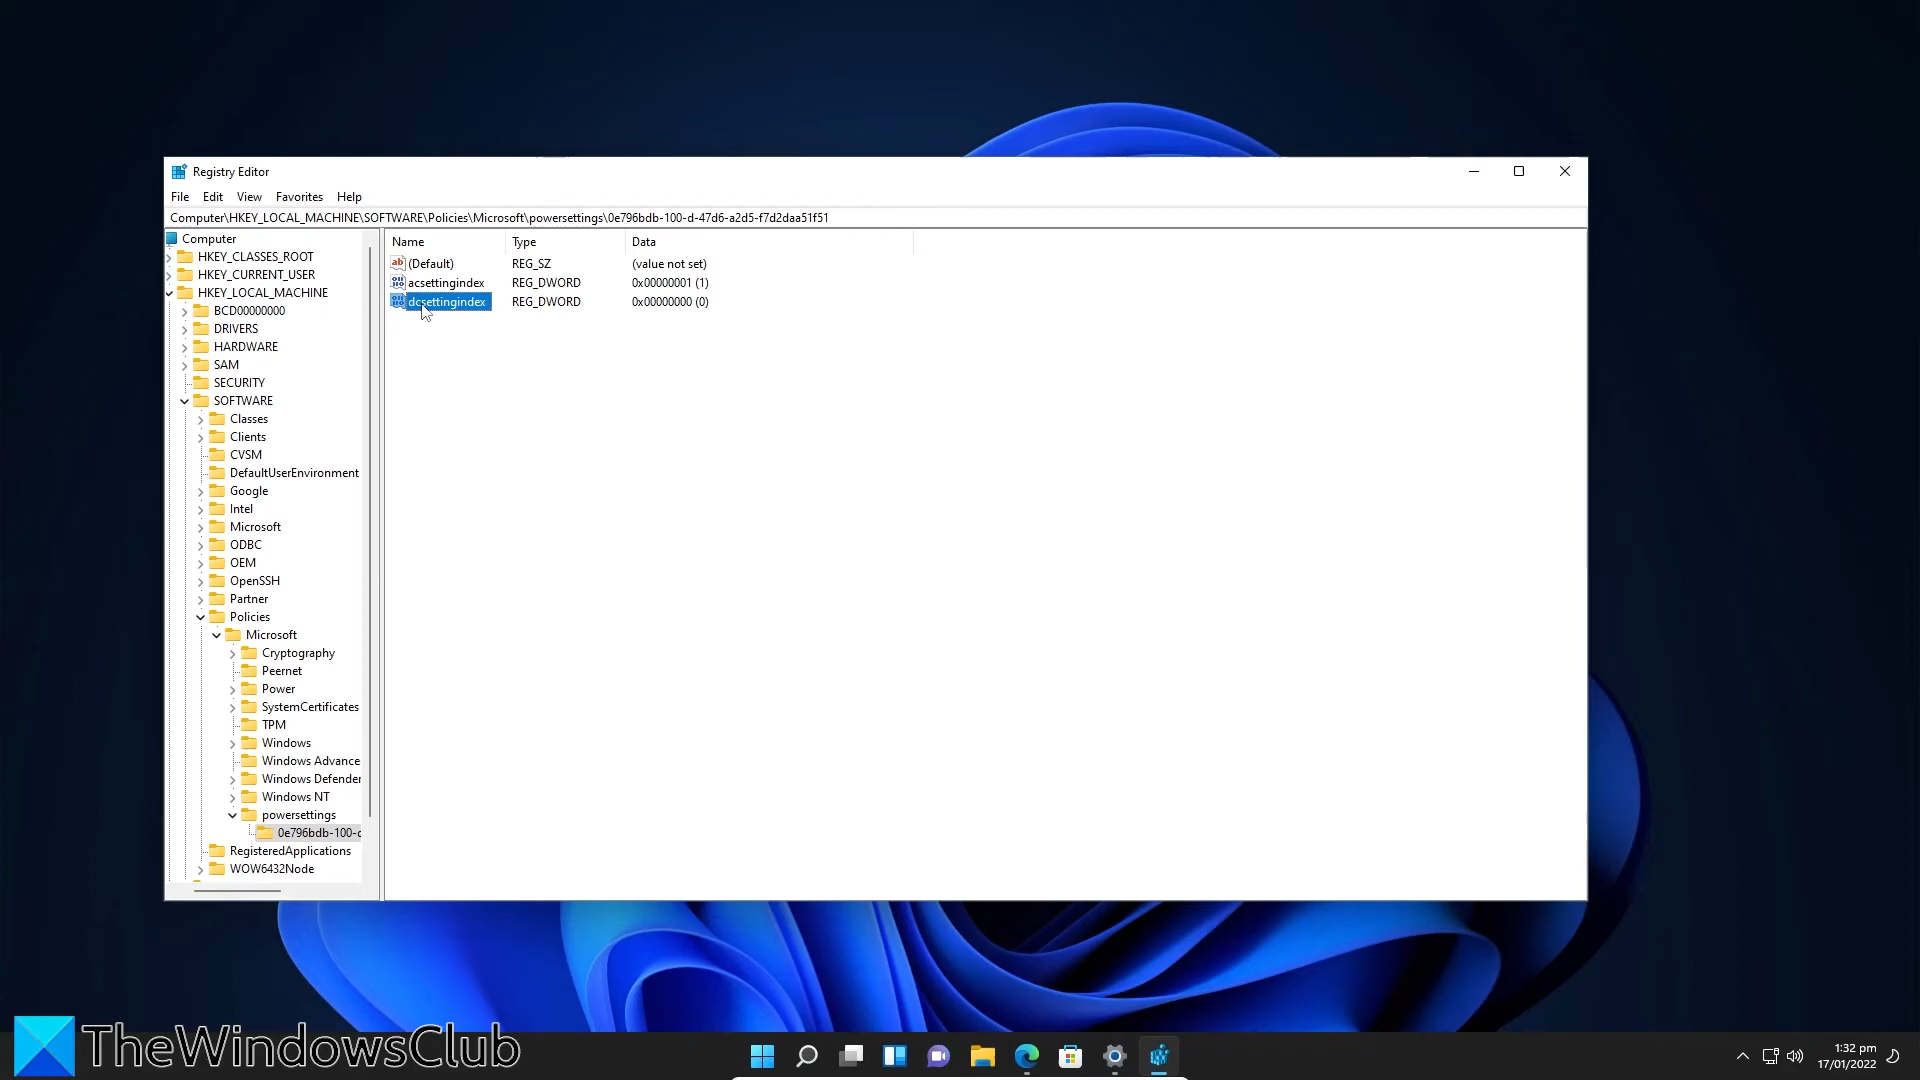 Registry Editor
File Edit View Favorites Help
Computer\HKEY_LOCAL_MACHINE\SOFTWARE\Policies\Microsoft\powersettings\0e796bdb-100-d-47d6-a2d5-f7d2daa51f51
Computer
HKEY_CLASSES_ROOT
HKEY_CURRENT_USER
HKEY_LOCAL_MACHINE
BCD00000000
DRIVERS
HARDWARE
SAM
SECURITY
SOFTWARE
Classes
Clients
CVSM
DefaultUserEnvironment
Google
Intel
Microsoft
ODBC
OEM
OpenSSH
Partner
Policies
Microsoft
Cryptography
Peernet
Power
SystemCertificates
TPM
Windows
Windows Advance
Windows Defender
Windows NT
powersettings
0e796bdb-100-c
RegisteredApplications
WOW6432Node
Name Type Data
ab (Default) REG_SZ (value not set)
acsettingindex REG_DWORD 0x00000001 (1)
dcsettingindex REG_DWORD 0x00000000 (0)
TheWindowsClub
1:32 pm
17/01/2022